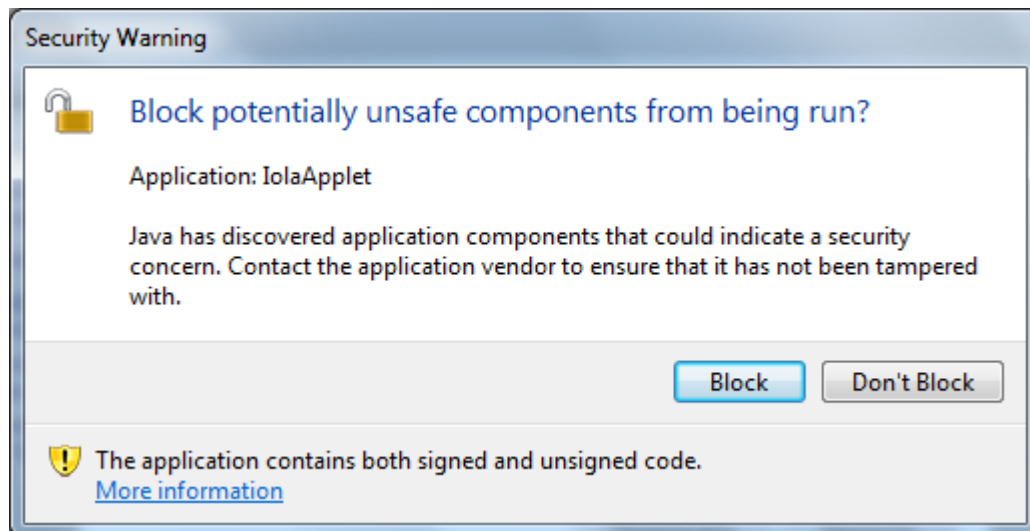 Security Warning
Block potentially unsafe components from being run?
Application: IolaApplet
Java has discovered application components that could indicate a security
concern. Contact the application vendor to ensure that it has not been tampered
with.
Block
Don't Block
The application contains both signed and unsigned code.
More information